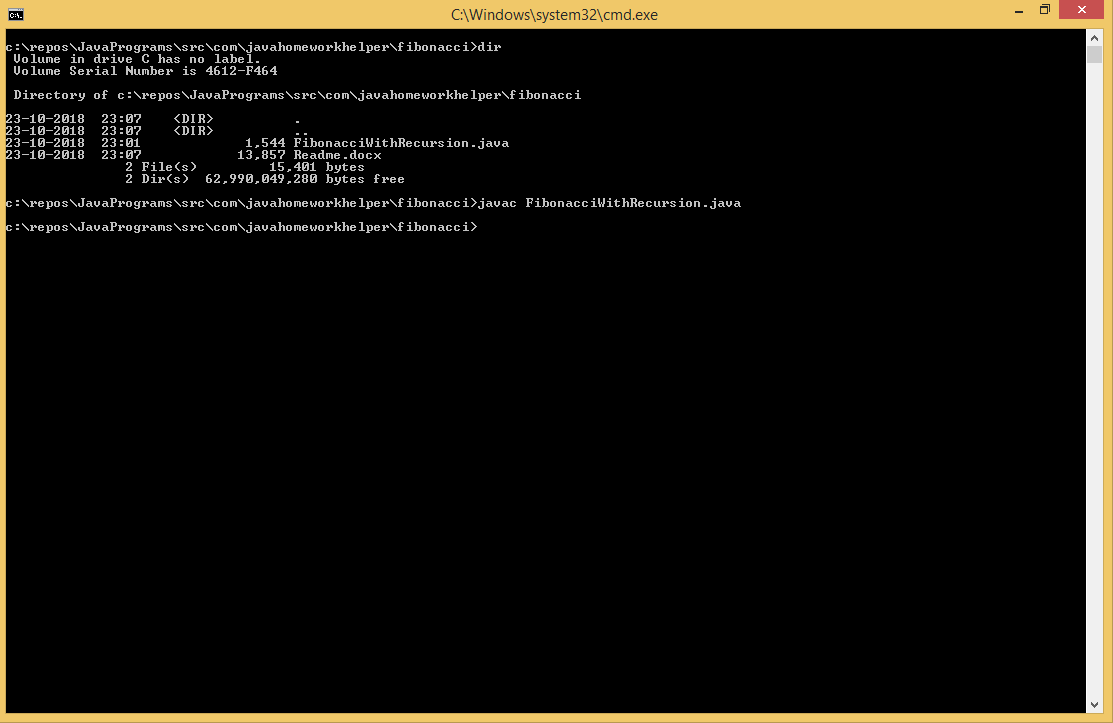 C:\Windows\system32\cmd.exe
c:\repos\JavaPrograms\src\com\javahomeworkhelper\fibonacci>dir
 Volume in drive C has no label.
 Volume Serial Number is 4612-F464

 Directory of c:\repos\JavaPrograms\src\com\javahomeworkhelper\fibonacci

23-10-2018  23:07    <DIR>          .
23-10-2018  23:07    <DIR>          ..
23-10-2018  23:01             1,544 FibonacciWithRecursion.java
23-10-2018  23:07            13,857 Readme.docx
               2 File(s)         15,401 bytes
               2 Dir(s)  62,990,049,280 bytes free

c:\repos\JavaPrograms\src\com\javahomeworkhelper\fibonacci>javac FibonacciWithRecursion.java

c:\repos\JavaPrograms\src\com\javahomeworkhelper\fibonacci>